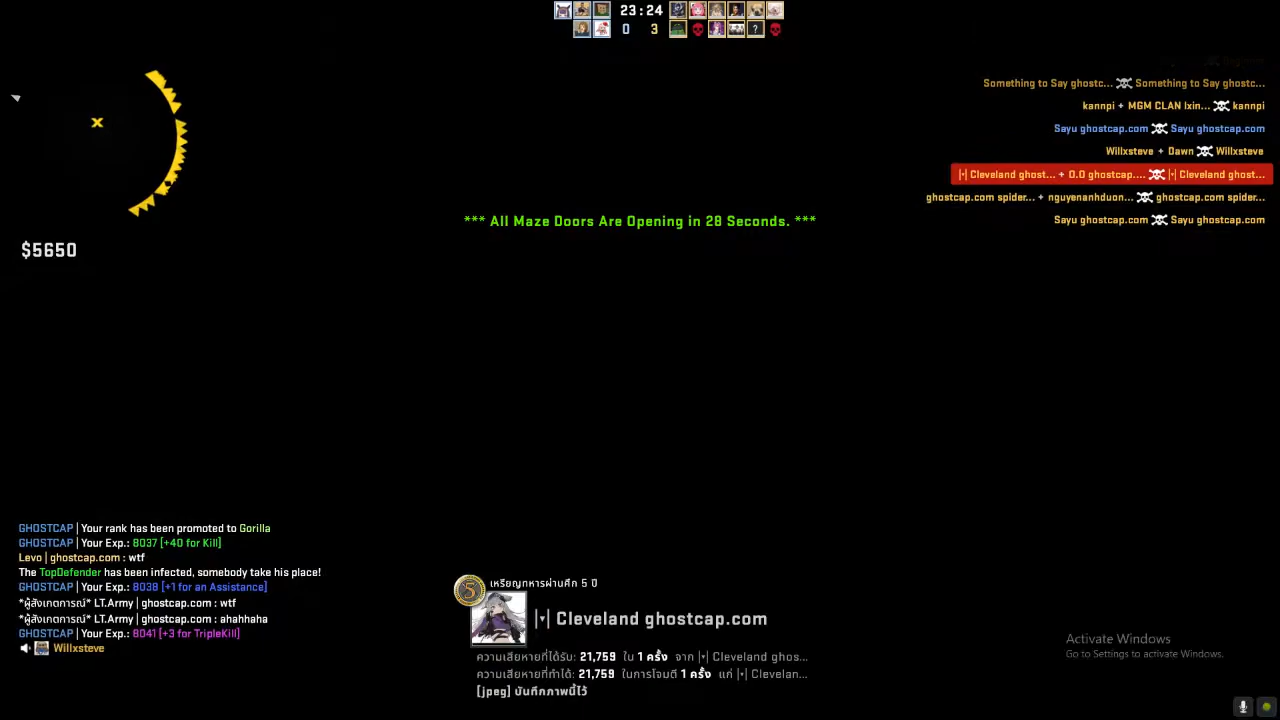 23:24
0 3
?
Something to Say ghostc... Something to Say ghostc...
kannpi + MGM CLAN Ixin... kannpi
Sayu ghostcap.com Sayu ghostcap.com
Willxsteve + Dawn Willxsteve
|•| Cleveland ghost... + 0.0 ghostcap.... |•| Cleveland ghost...
ghostcap.com spider... + nguyenanhduon... ghostcap.com spider...
Sayu ghostcap.com Sayu ghostcap.com
*** All Maze Doors Are Opening in 28 Seconds. ***
$5650
GHOSTCAP | Your rank has been promoted to Gorilla
GHOSTCAP | Your Exp.: 8037 [+40 for Kill]
Levo | ghostcap.com : wtf
The TopDefender has been infected, somebody take his place!
GHOSTCAP | Your Exp.: 8038 [+1 for an Assistance]
*ผู้สังเกตการณ์* LT.Army | ghostcap.com : wtf
*ผู้สังเกตการณ์* LT.Army | ghostcap.com : ahahhaha
GHOSTCAP | Your Exp.: 8041 [+3 for TripleKill]
Willxsteve
5 เหรียญทหารผ่านศึก 5 ปี
|•| Cleveland ghostcap.com
ความเสียหายที่ได้รับ: 21,759 ใน 1 ครั้ง จาก |•| Cleveland ghos...
ความเสียหายที่ทำได้: 21,759 ในการโจมตี 1 ครั้ง แก่ |•| Clevelan...
[jpeg] บันทึกภาพนี้ไว้
Activate Windows
Go to Settings to activate Windows.